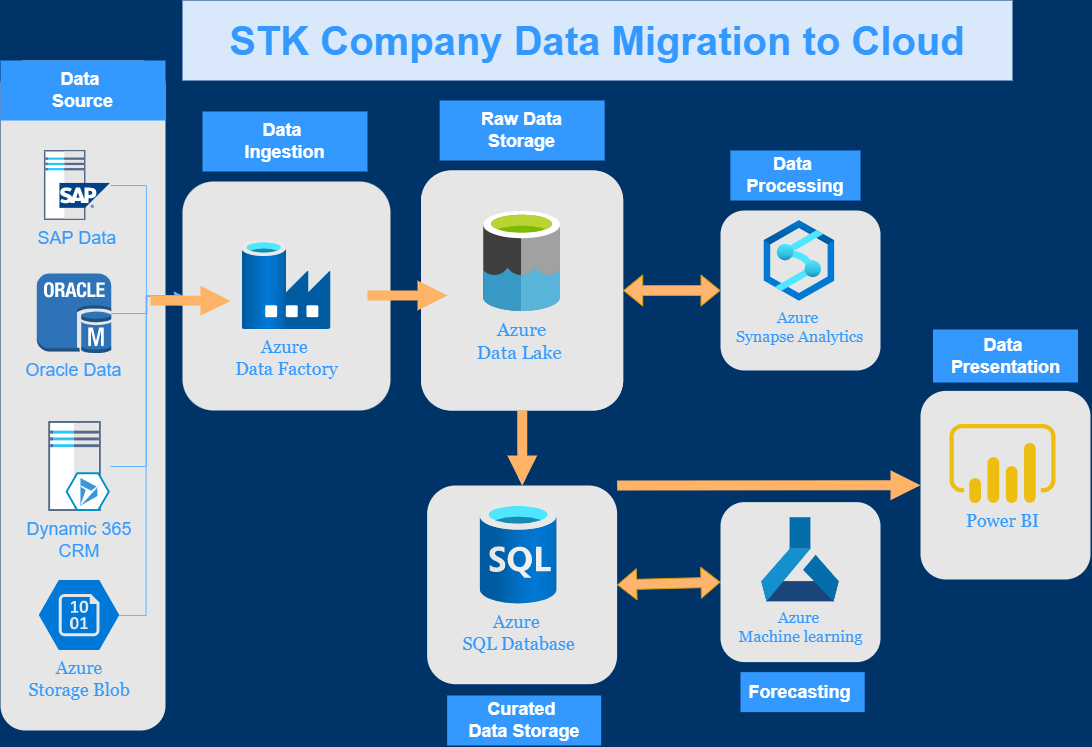 STK Company Data Migration to Cloud
Data
Source
SAP
SAP Data
ORACLE
M
Oracle Data
Dynamic 365
CRM
10
01
Azure
Storage Blob
Data
Ingestion
Azure
Data Factory
Raw Data
Storage
Azure
Data Lake
Data
Processing
Azure
Synapse Analytics
Data
Presentation
Power BI
SQL
Azure
SQL Database
Curated
Data Storage
Azure
Machine learning
Forecasting